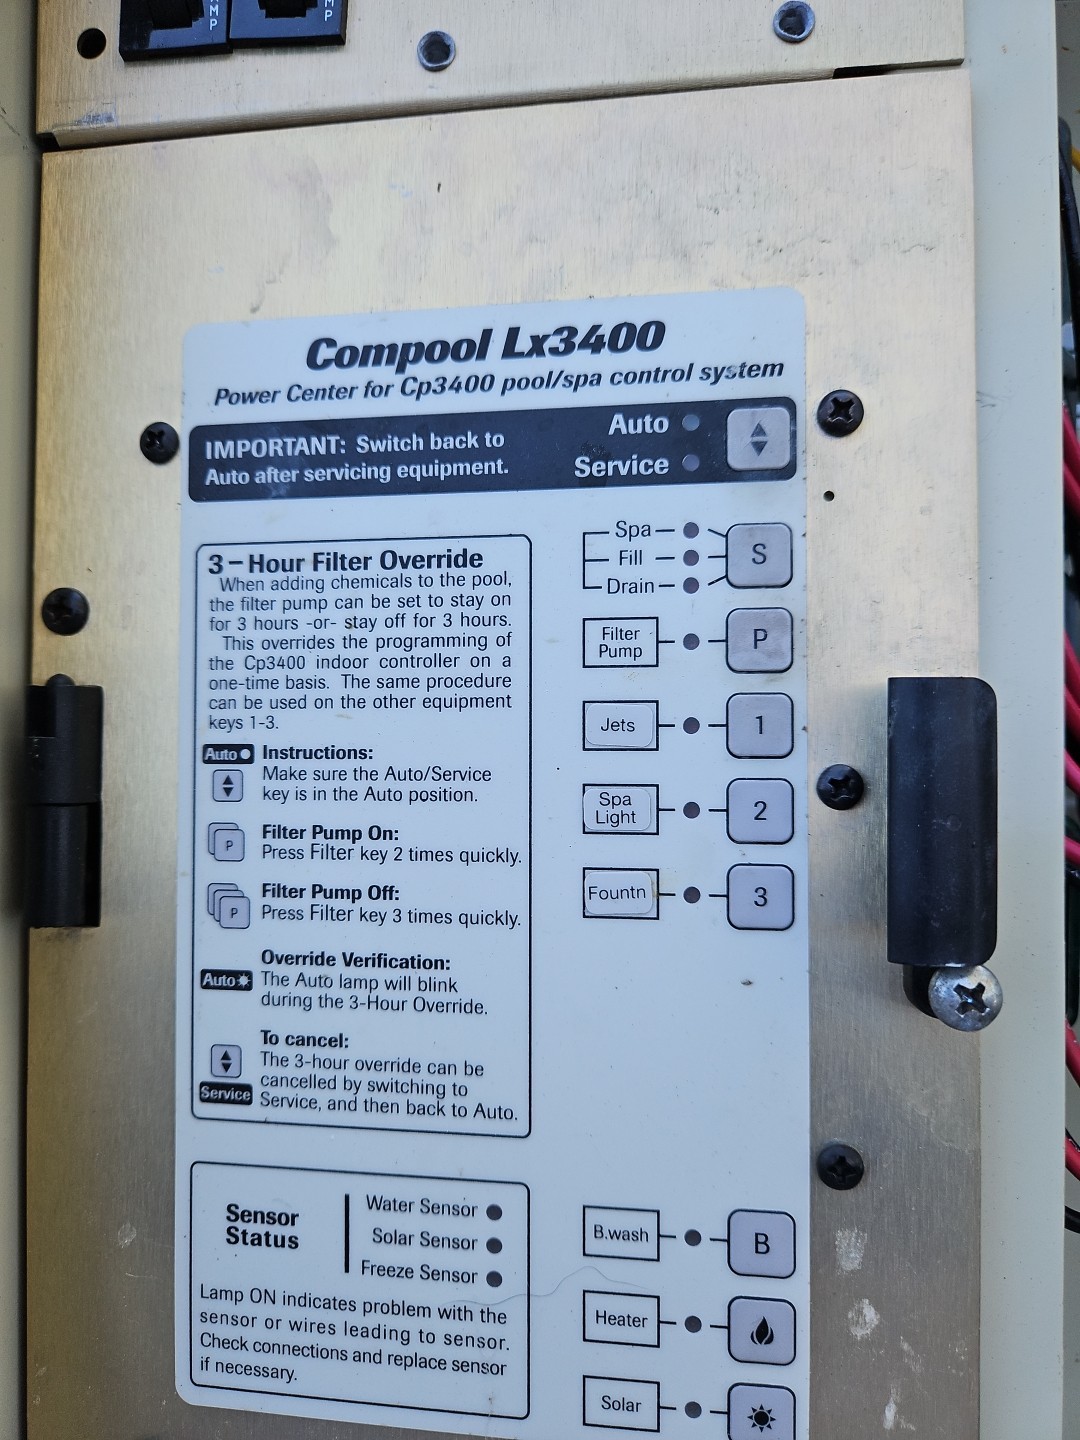 Compool Lx3400
Power Center for Cp3400 pool/spa control system
IMPORTANT: Switch back to
Auto after servicing equipment.
Auto
Service
3-Hour Filter Override
When adding chemicals to the pool,
the filter pump can be set to stay on
for 3 hours -or- stay off for 3 hours.
This overrides the programming of
the Cp3400 indoor controller on a
one-time basis. The same procedure
can be used on the other equipment
keys 1-3.
Auto
Instructions:
Make sure the Auto/Service
key is in the Auto position.
P
Filter Pump On:
Press Filter key 2 times quickly.
P
Filter Pump Off:
Press Filter key 3 times quickly.
Auto
Override Verification:
The Auto lamp will blink
during the 3-Hour Override.
Service
To cancel:
The 3-hour override can be
cancelled by switching to
Service, and then back to Auto.
Spa
Fill
Drain
S
Filter
Pump
P
Jets
1
Spa
Light
2
Fountn
3
Sensor
Status
Water Sensor
Solar Sensor
Freeze Sensor
Lamp ON indicates problem with the
sensor or wires leading to sensor.
Check connections and replace sensor
if necessary.
B.wash
B
Heater
Solar